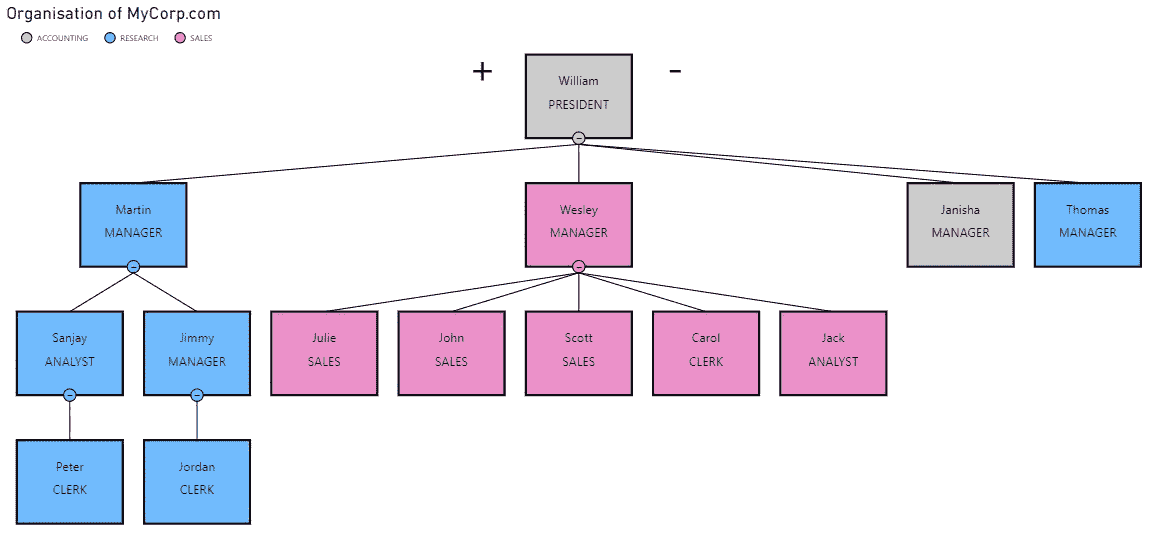 Organisation of MyCorp.com
ACCOUNTING RESEARCH SALES
+ -
William
PRESIDENT
Martin
MANAGER
Wesley
MANAGER
Janisha
MANAGER
Thomas
MANAGER
Sanjay
ANALYST
Jimmy
MANAGER
Julie
SALES
John
SALES
Scott
SALES
Carol
CLERK
Jack
ANALYST
Peter
CLERK
Jordan
CLERK